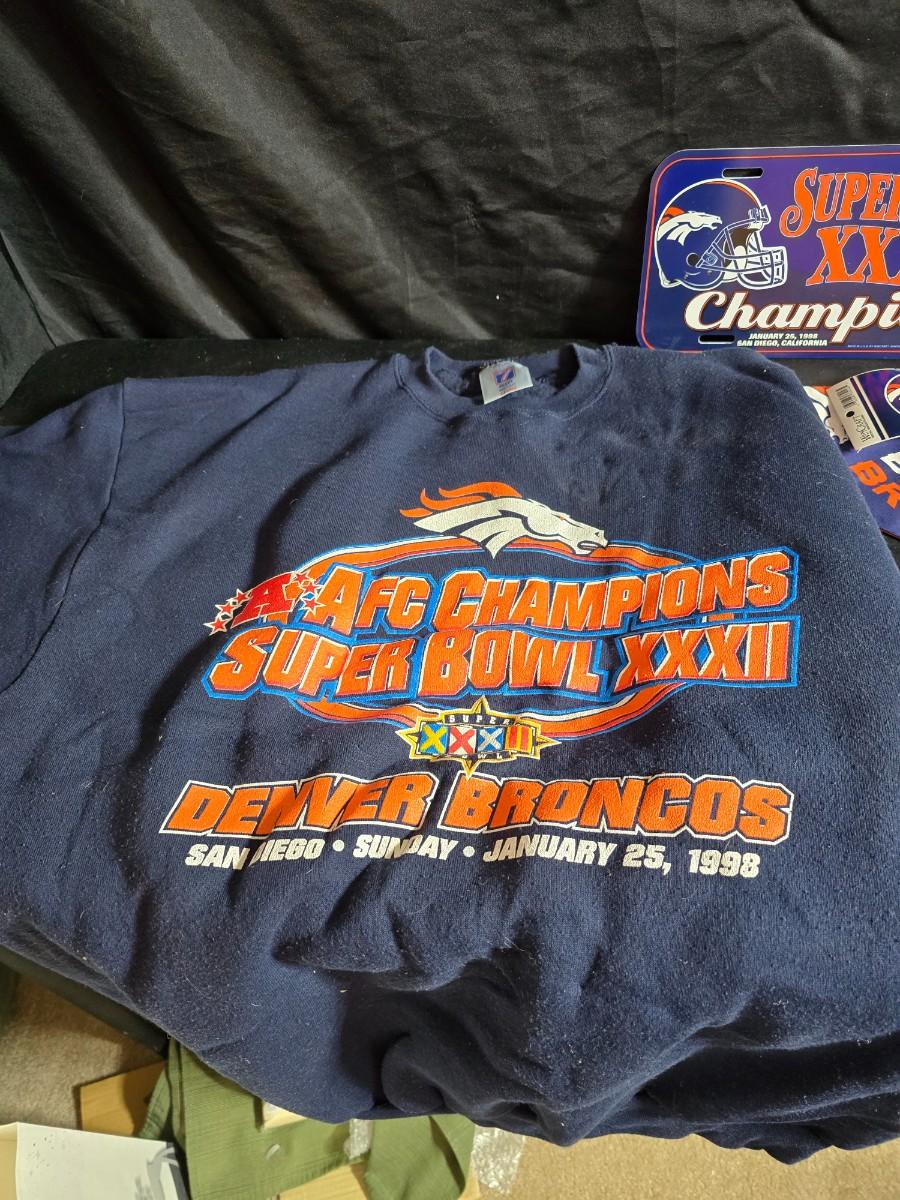 SUPER
XX
Champi
JANUARY 25, 1998
SAN DIEGO, CALIFORNIA
BR
A
AFC CHAMPIONS
SUPER BOWL XXXII
SUPER
XXXII
DENVER BRONCOS
SAN DIEGO • SUNDAY • JANUARY 25, 1998